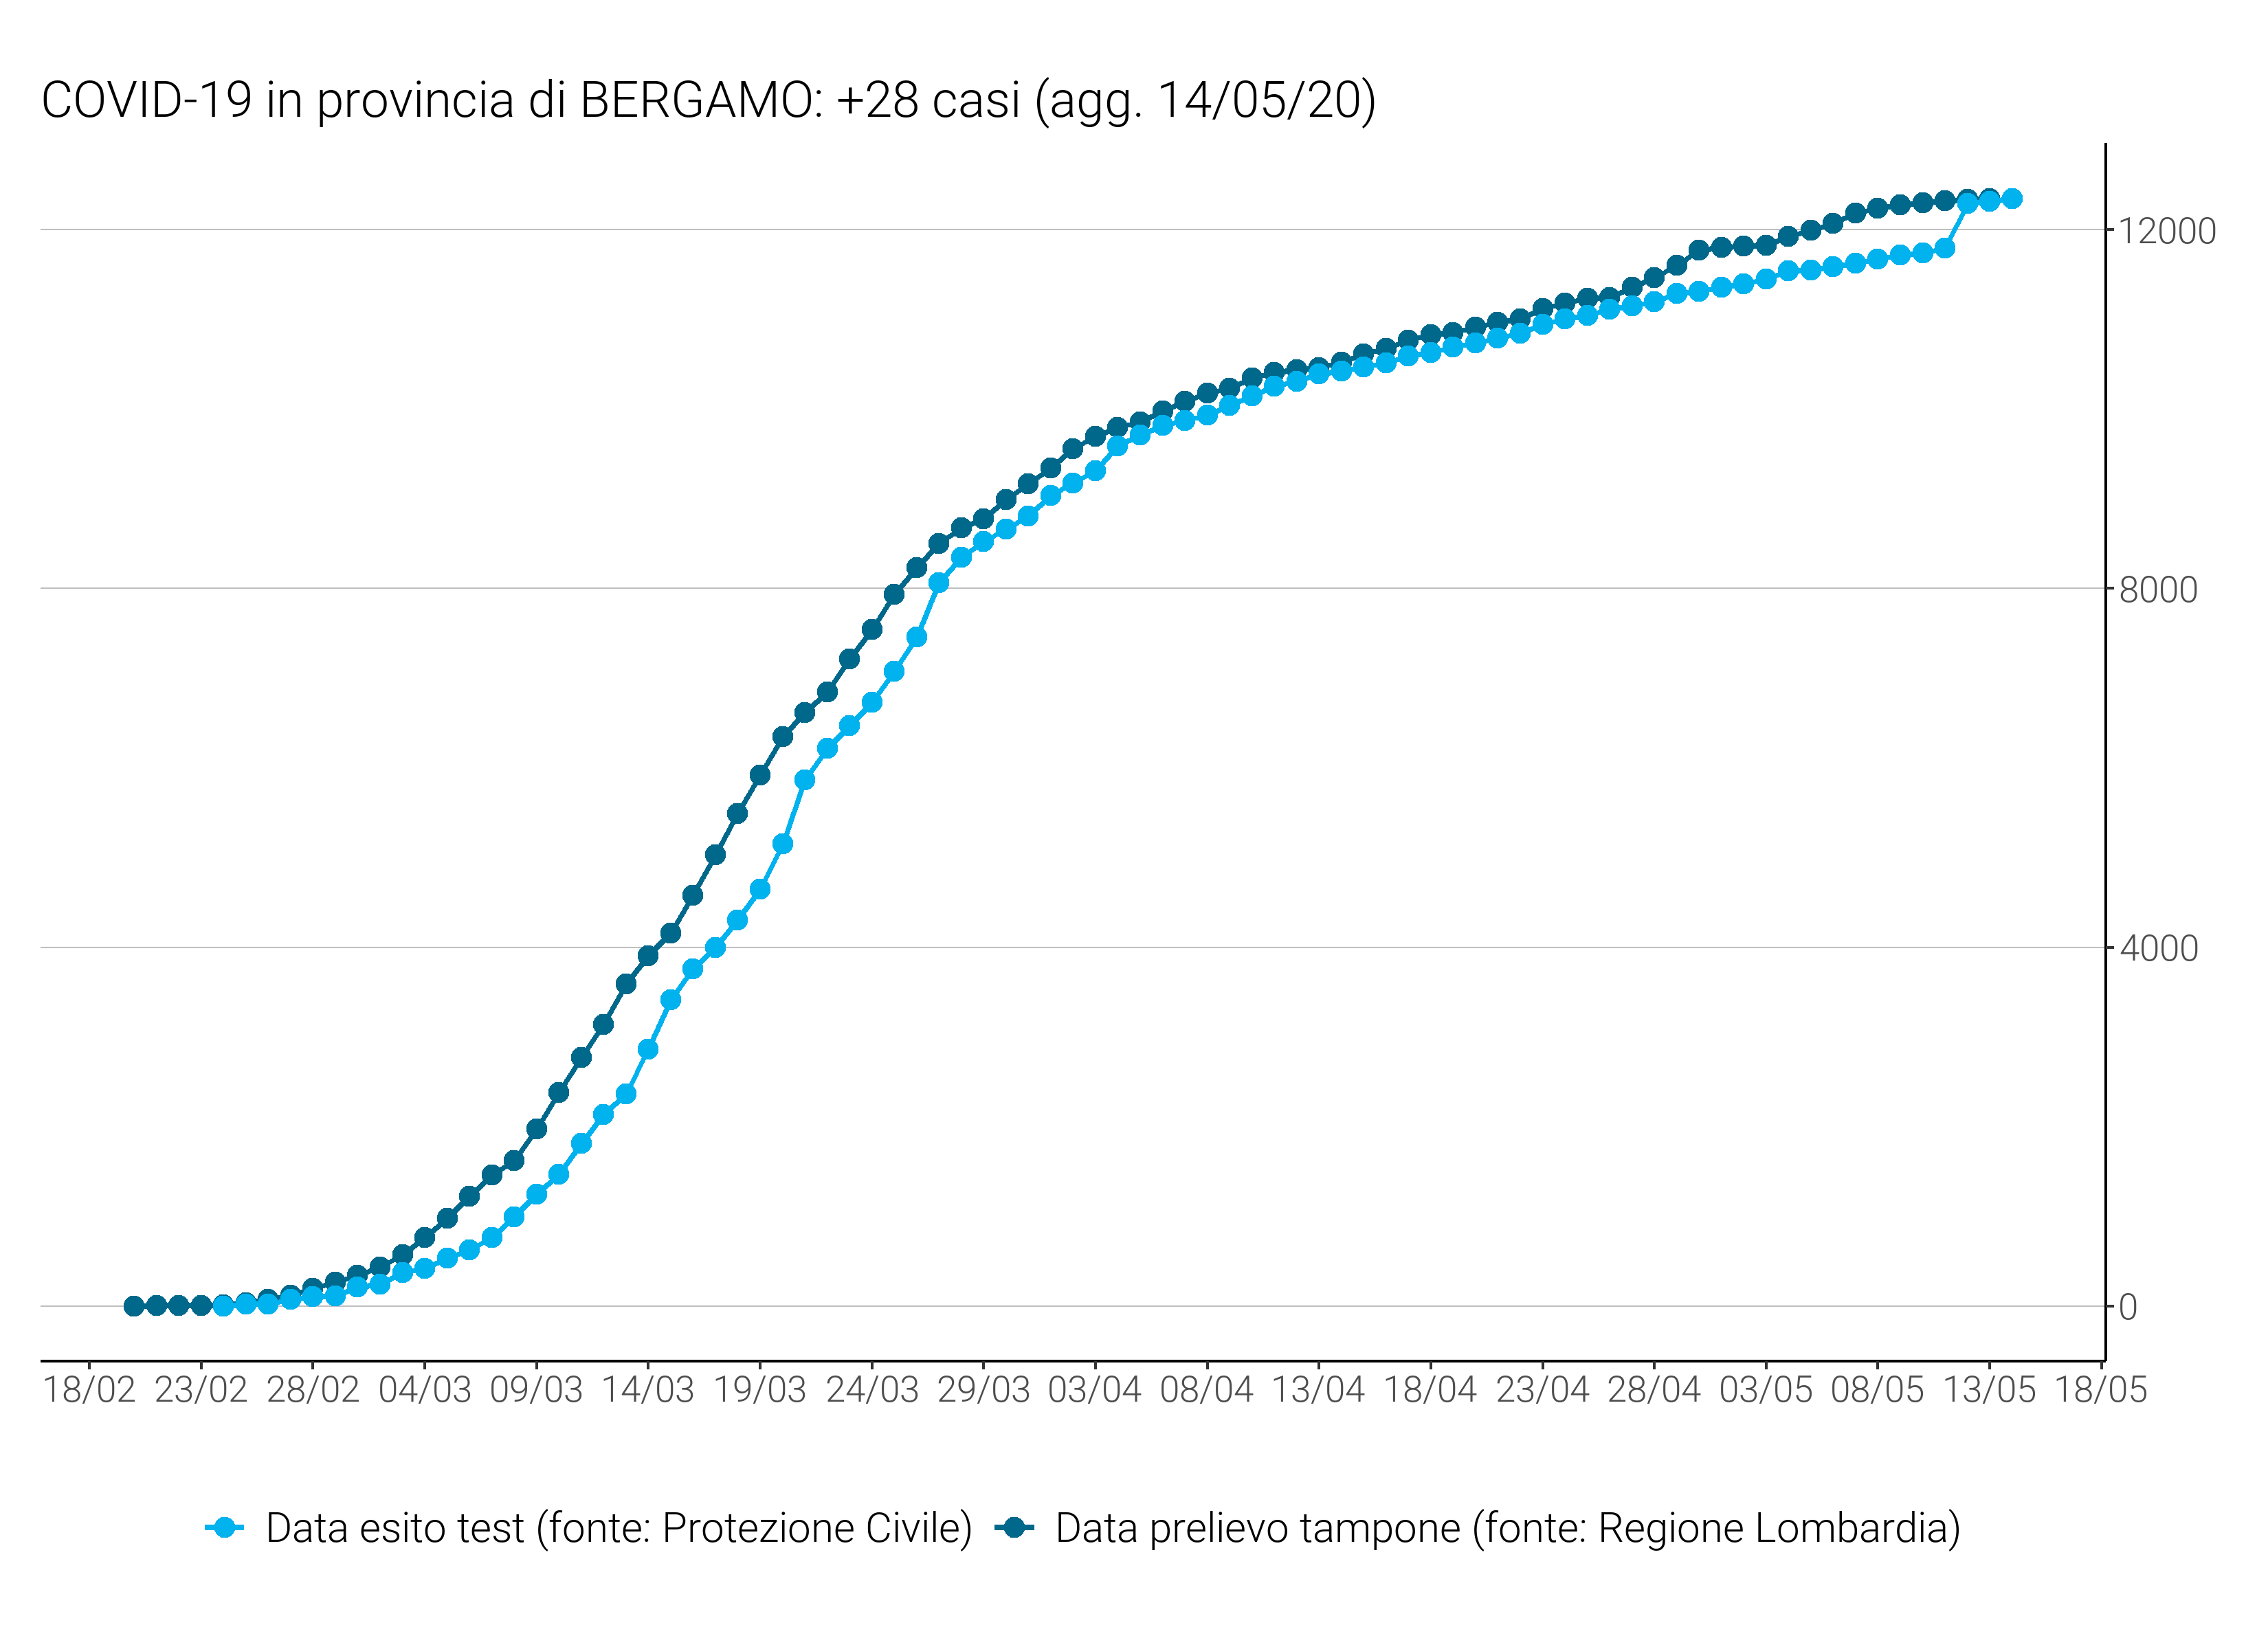 COVID-19 in provincia di BERGAMO: +28 casi (agg. 14/05/20)
12000
8000
4000
0
18/02 23/02 28/02 04/03 09/03 14/03 19/03 24/03 29/03 03/04 08/04 13/04 18/04 23/04 28/04 03/05 08/05 13/05 18/05
Data esito test (fonte: Protezione Civile) Data prelievo tampone (fonte: Regione Lombardia)